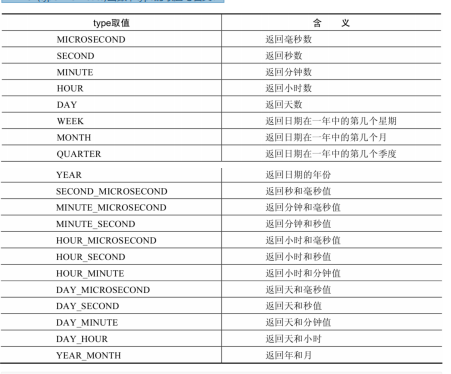 type取值 含 义
MICROSECOND 返回毫秒数
SECOND 返回秒数
MINUTE 返回分钟数
HOUR 返回小时数
DAY 返回天数
WEEK 返回日期在一年中的第几个星期
MONTH 返回日期在一年中的第几个月
QUARTER 返回日期在一年中的第几个季度
YEAR 返回日期的年份
SECOND_MICROSECOND 返回秒和毫秒值
MINUTE_MICROSECOND 返回分钟和毫秒值
MINUTE_SECOND 返回分钟和秒值
HOUR_MICROSECOND 返回小时和毫秒值
HOUR_SECOND 返回小时和秒值
HOUR_MINUTE 返回小时和分钟值
DAY_MICROSECOND 返回天和毫秒值
DAY_SECOND 返回天和秒值
DAY_MINUTE 返回天和分钟值
DAY_HOUR 返回天和小时
YEAR_MONTH 返回年和月